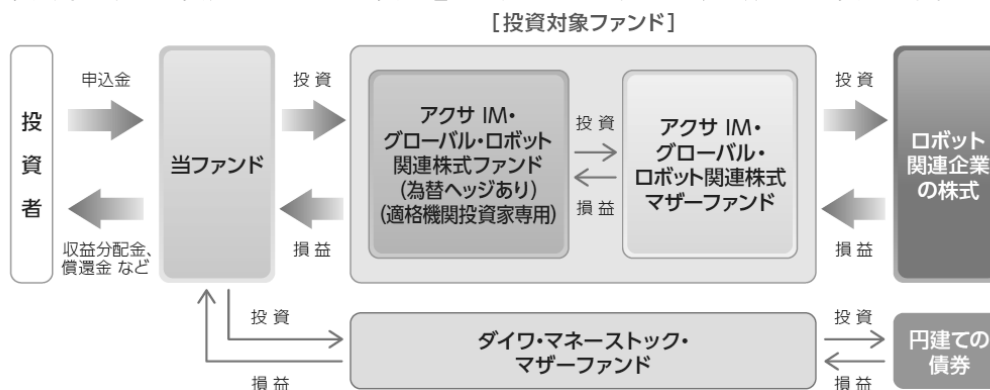 [投資対象ファンド]
投資者
申込金
収益分配金、
償還金 など
当ファンド
投 資
損 益
アクサ IM・
グローバル・ロボット
関連株式ファンド
(為替ヘッジあり)
(適格機関投資家専用)
投 資
損 益
アクサ IM・
グローバル・
ロボット関連株式
マザーファンド
投 資
損 益
ロボット
関連企業
の株式
投 資
損 益
ダイワ・マネーストック・
マザーファンド
投 資
損 益
円建ての
債券